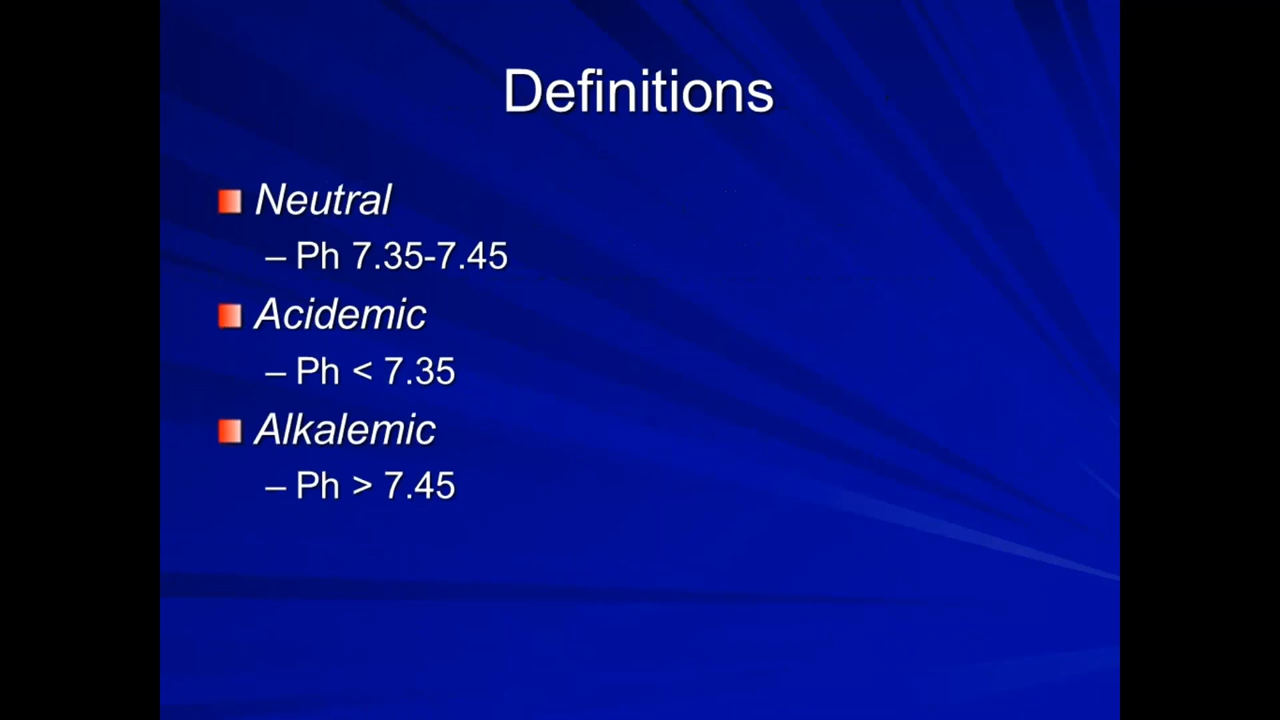 Definitions
Neutral
– Ph 7.35-7.45
Acidemic
– Ph < 7.35
Alkalemic
– Ph > 7.45